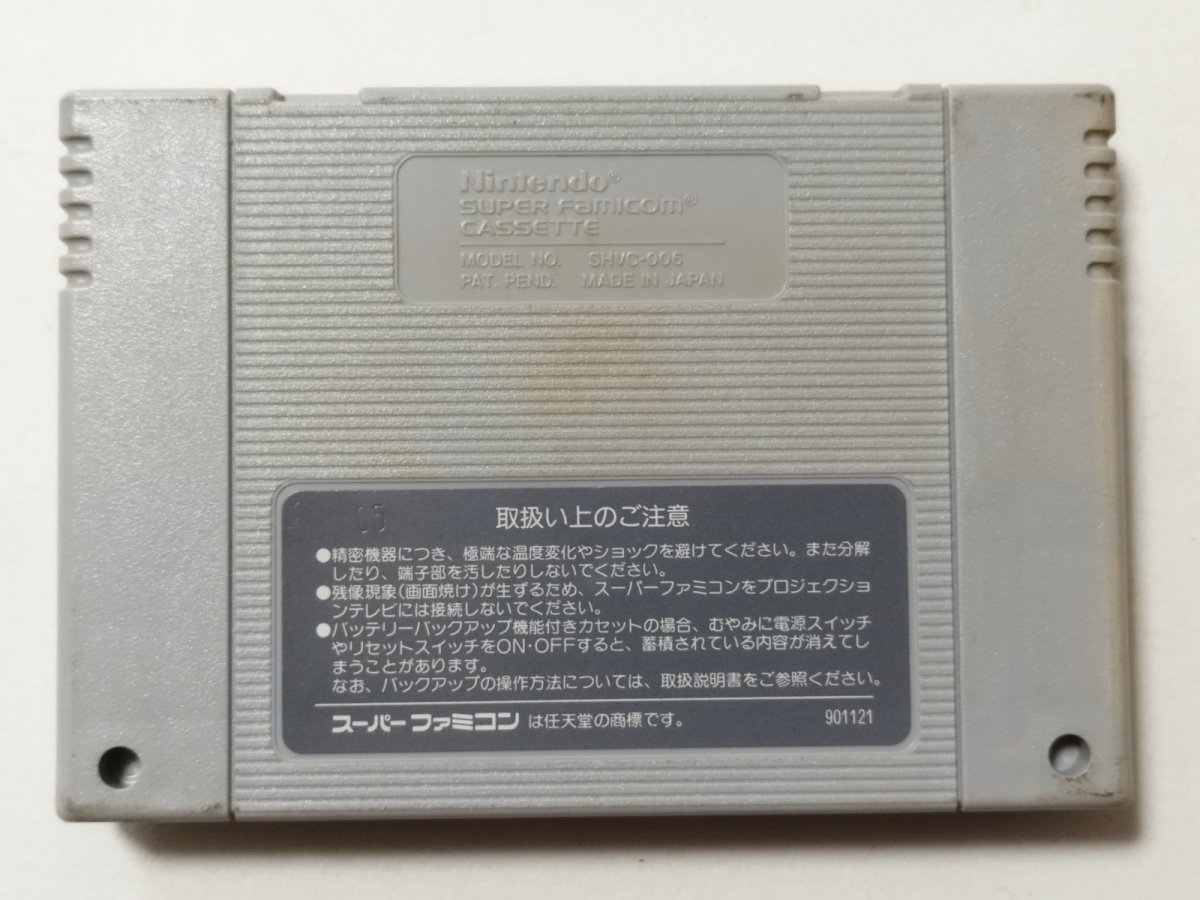 Nintendo®
SUPER FAMICOM®
CASSETTE
MODEL NO. SHVC-006
PAT. PEND. MADE IN JAPAN
05
取扱い上のご注意
●精密機器につき、極端な温度変化やショックを避けてください。また分解
したり、端子部を汚したりしないでください。
●残像現象(画面焼け)が生ずるため、スーパーファミコンをプロジェクショ
ンテレビには接続しないでください。
●バッテリーバックアップ機能付きカセットの場合、むやみに電源スイッチ
やリセットスイッチをON・OFFすると、蓄積されている内容が消えてし
まうことがあります。
なお、バックアップの操作方法については、取扱説明書をご参照ください。
スーパーファミコン は任天堂の商標です。 901121